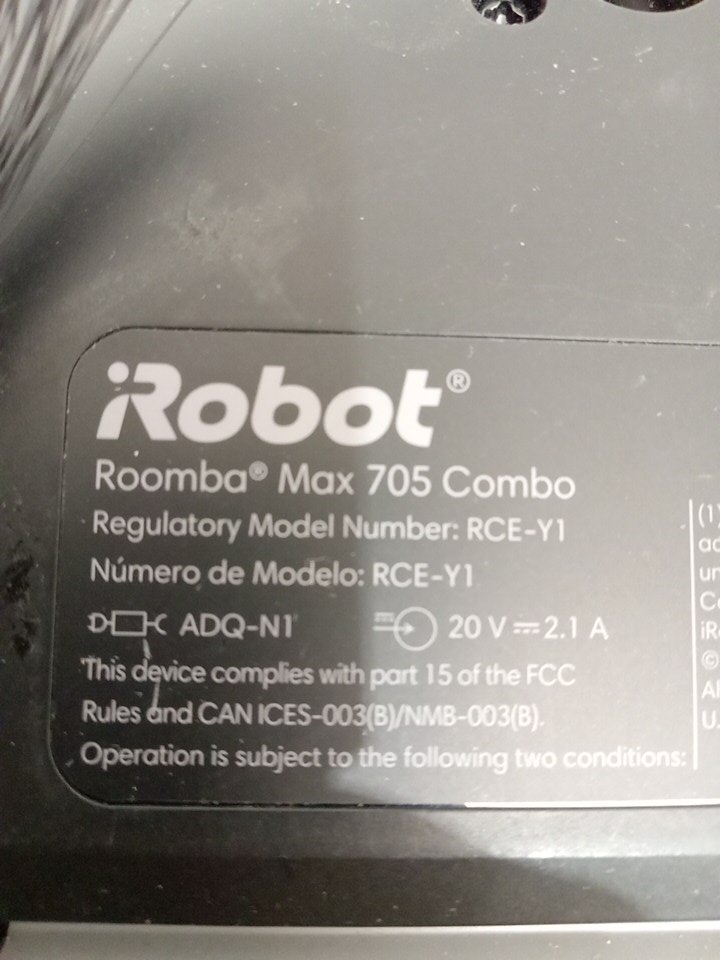 iRobot®
Roomba® Max 705 Combo
Regulatory Model Number: RCE-Y1
Número de Modelo: RCE-Y1
ADQ-N1 20 V ⎓ 2.1 A
This device complies with part 15 of the FCC
Rules and CAN ICES-003(B)/NMB-003(B).
Operation is subject to the following two conditions: